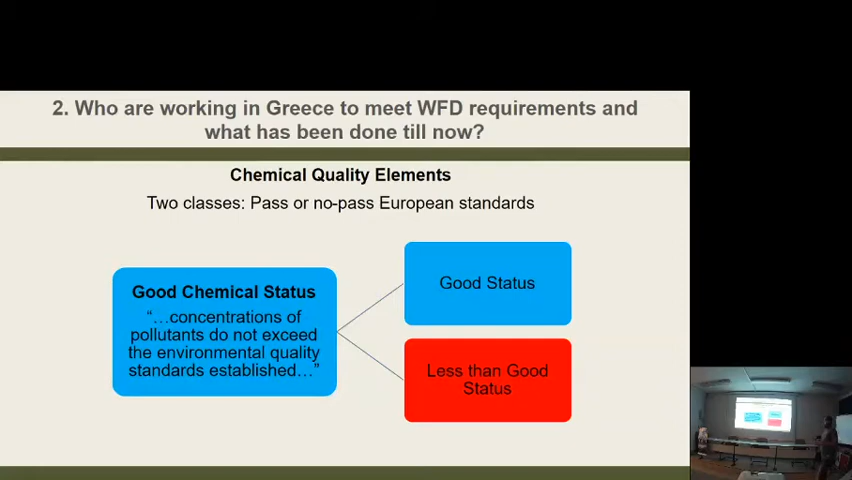 2. Who are working in Greece to meet WFD requirements and
what has been done till now?
Chemical Quality Elements
Two classes: Pass or no-pass European standards
Good Chemical Status
“…concentrations of
pollutants do not exceed
the environmental quality
standards established…”
Good Status
Less than Good
Status